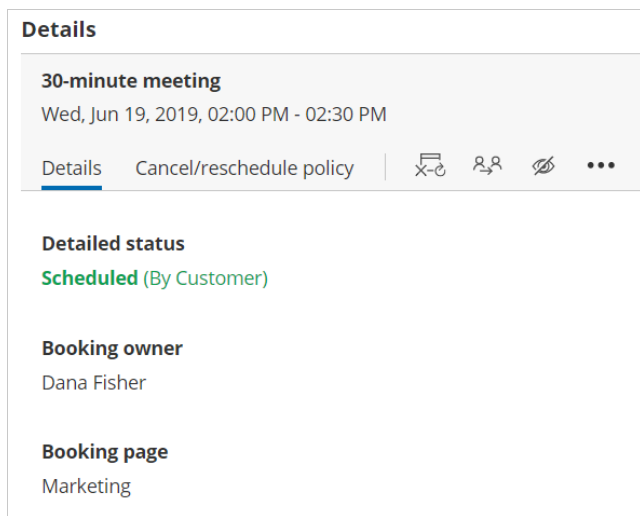 Details
30-minute meeting
Wed, Jun 19, 2019, 02:00 PM - 02:30 PM
Details Cancel/reschedule policy
Detailed status
Scheduled (By Customer)
Booking owner
Dana Fisher
Booking page
Marketing